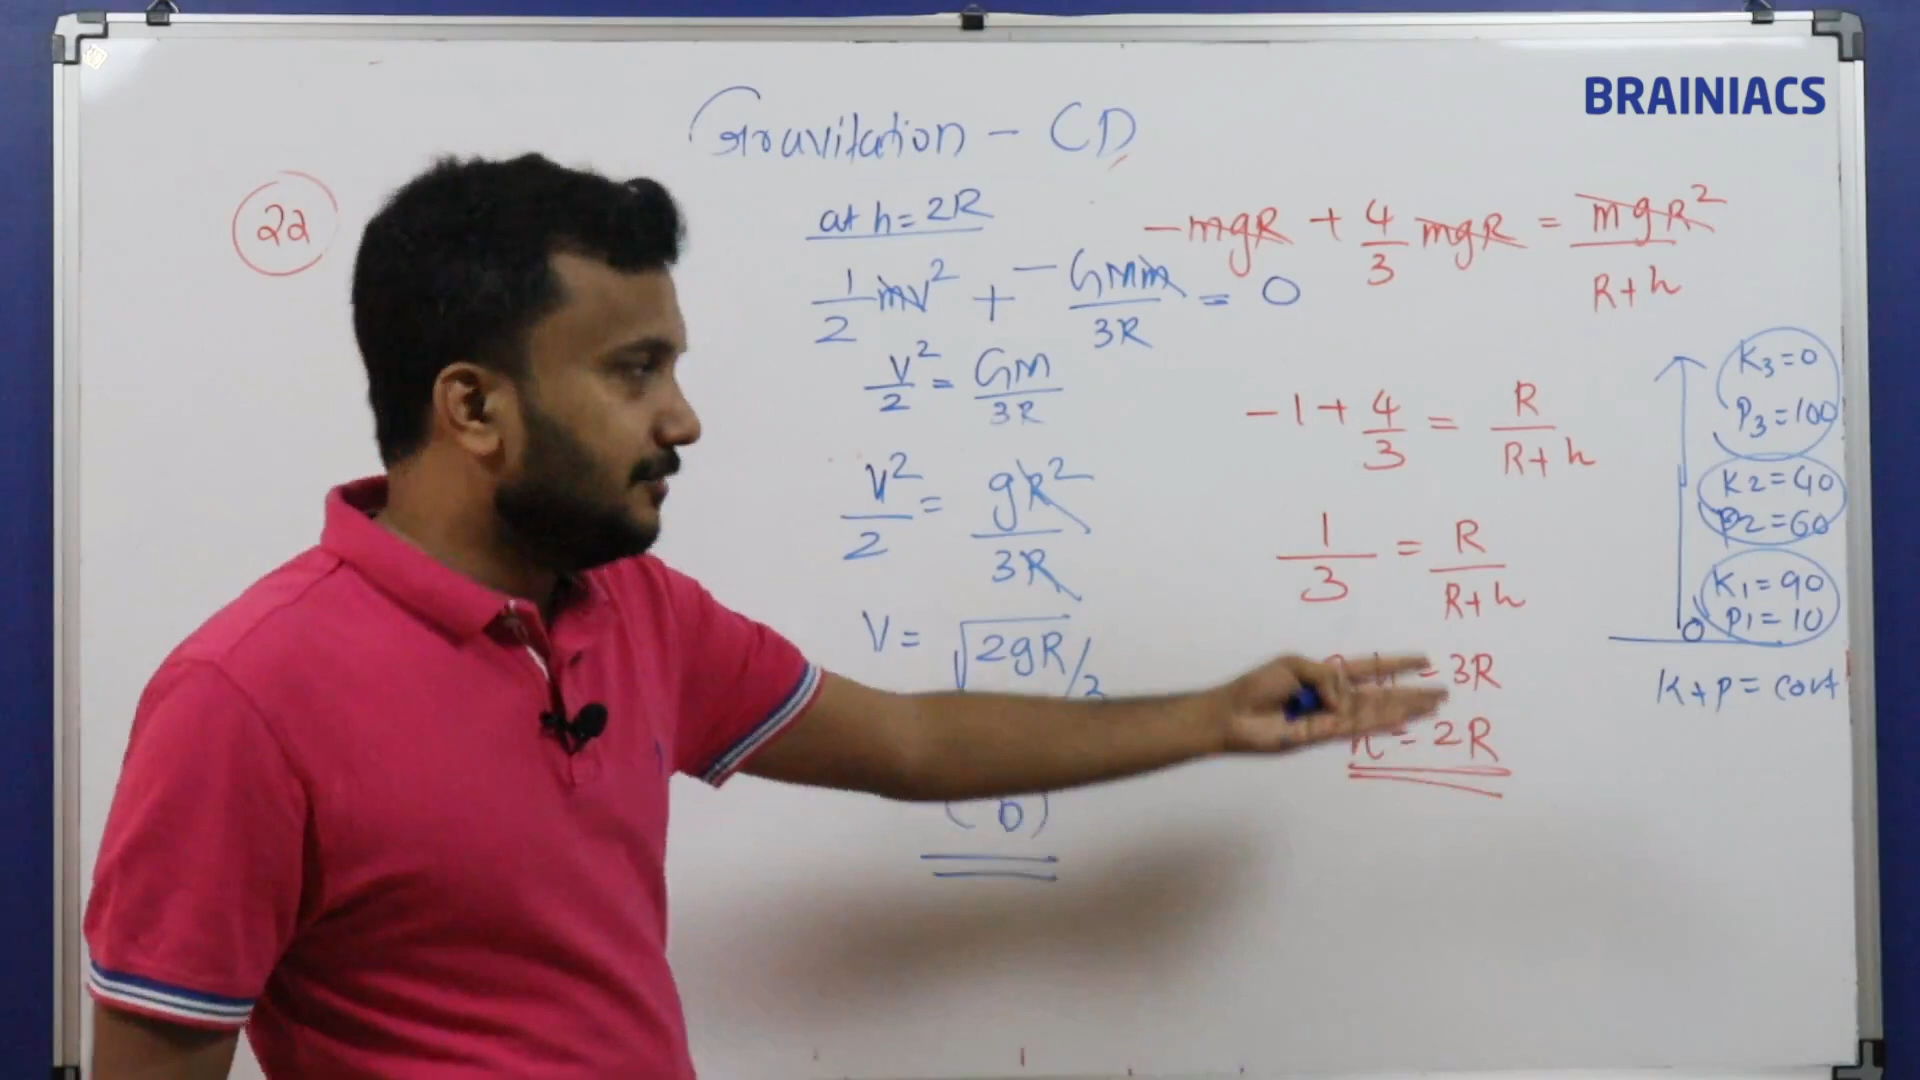 BRAINIACS
Gravitation - CD
22
at h = 2R
1/2 mv² + - GMm/3R = 0
v²/2 = GM/3R
v²/2 = gR²/3R
V = √2gR/3
(b)
-mgR + 4/3 mgR = mgR²/R+h
-1 + 4/3 = R/R+h
1/3 = R/R+h
= 3R
h = 2R
K3 = 0
P3 = 100
K2 = 40
P2 = 60
K1 = 90
P1 = 10
K + P = cont